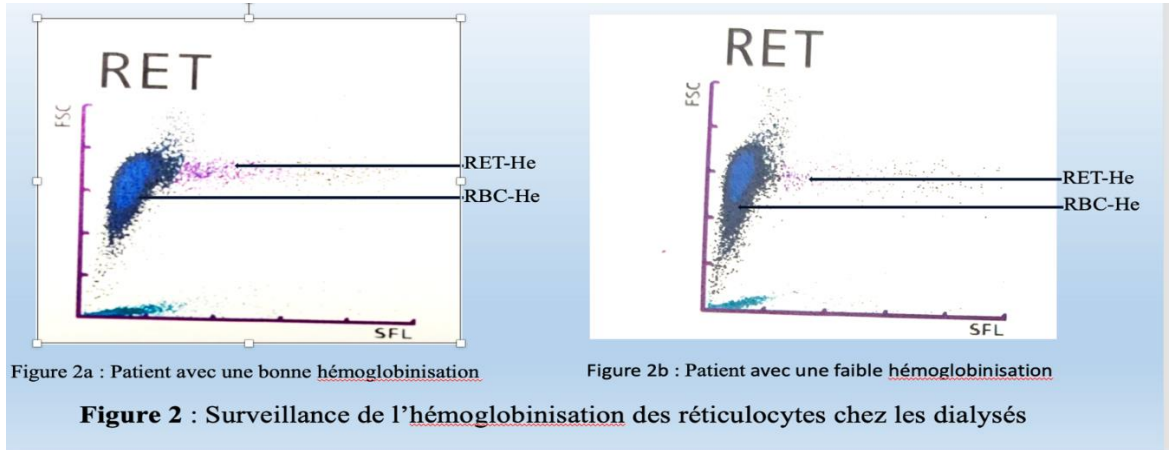 RET
FSC
RET-He
RBC-He
SFL
RET
FSC
RET-He
RBC-He
SFL
Figure 2a : Patient avec une bonne hémoglobinisation
Figure 2b : Patient avec une faible hémoglobinisation
Figure 2 : Surveillance de l’hémoglobinisation des réticulocytes chez les dialysés